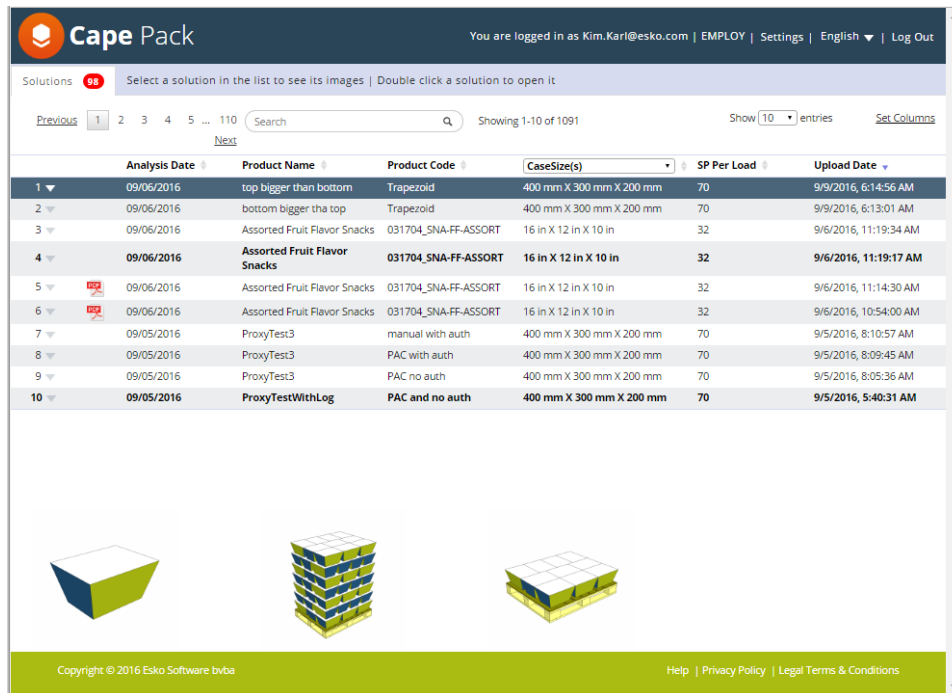 Cape Pack
You are logged in as Kim.Karl@esko.com | EMPLOY | Settings | English | Log Out
Solutions 98 Select a solution in the list to see its images | Double click a solution to open it
Previous 1 2 3 4 5 ... 110 Search Showing 1-10 of 1091 Show 10 entries Set Columns
Next
Analysis Date Product Name Product Code CaseSize(s) SP Per Load Upload Date
1 09/06/2016 top bigger than bottom Trapezoid 400 mm X 300 mm X 200 mm 70 9/9/2016, 6:14:56 AM
2 09/06/2016 bottom bigger tha top Trapezoid 400 mm X 300 mm X 200 mm 70 9/9/2016, 6:13:01 AM
3 09/06/2016 Assorted Fruit Flavor Snacks 031704_SNA-FF-ASSORT 16 in X 12 in X 10 in 32 9/6/2016, 11:19:34 AM
4 09/06/2016 Assorted Fruit Flavor Snacks 031704_SNA-FF-ASSORT 16 in X 12 in X 10 in 32 9/6/2016, 11:19:17 AM
5 PDF 09/06/2016 Assorted Fruit Flavor Snacks 031704_SNA-FF-ASSORT 16 in X 12 in X 10 in 32 9/6/2016, 11:14:30 AM
6 PDF 09/06/2016 Assorted Fruit Flavor Snacks 031704_SNA-FF-ASSORT 16 in X 12 in X 10 in 32 9/6/2016, 10:54:00 AM
7 09/05/2016 ProxyTest3 manual with auth 400 mm X 300 mm X 200 mm 70 9/5/2016, 8:10:57 AM
8 09/05/2016 ProxyTest3 PAC with auth 400 mm X 300 mm X 200 mm 70 9/5/2016, 8:09:45 AM
9 09/05/2016 ProxyTest3 PAC no auth 400 mm X 300 mm X 200 mm 70 9/5/2016, 8:05:36 AM
10 09/05/2016 ProxyTestWithLog PAC and no auth 400 mm X 300 mm X 200 mm 70 9/5/2016, 5:40:31 AM
Copyright © 2016 Esko Software bvba Help | Privacy Policy | Legal Terms & Conditions